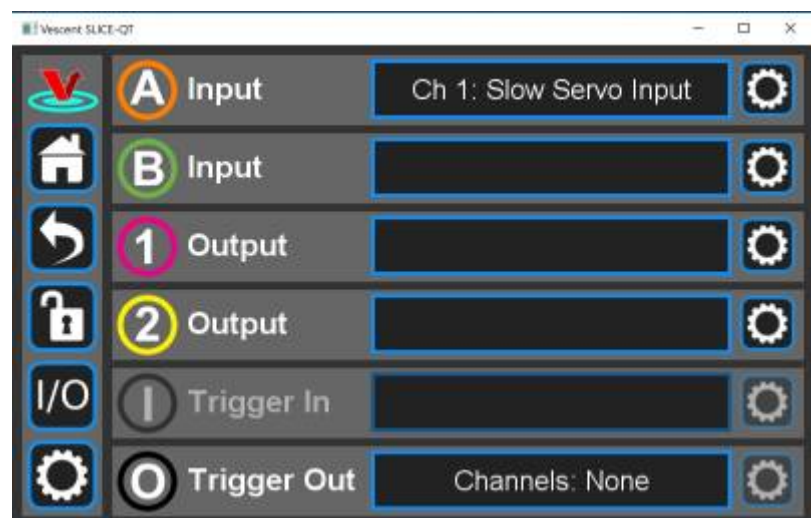 Vescent SLICE-QT
A Input Ch 1: Slow Servo Input
B Input
1 Output
2 Output
I/O I Trigger In
O Trigger Out Channels: None